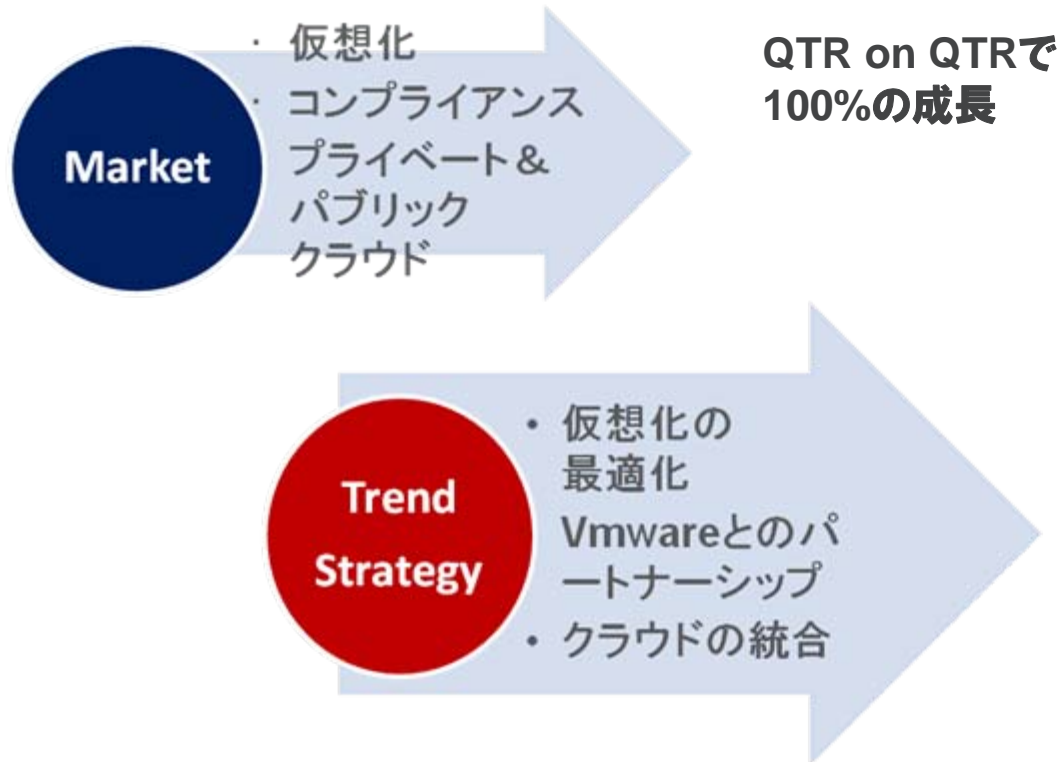 Market
・ 仮想化
・ コンプライアンス
プライベート＆
パブリック
クラウド
QTR on QTRで
100%の成長
Trend
Strategy
• 仮想化の
最適化
Vmwareとのパ
ートナーシップ
• クラウドの統合